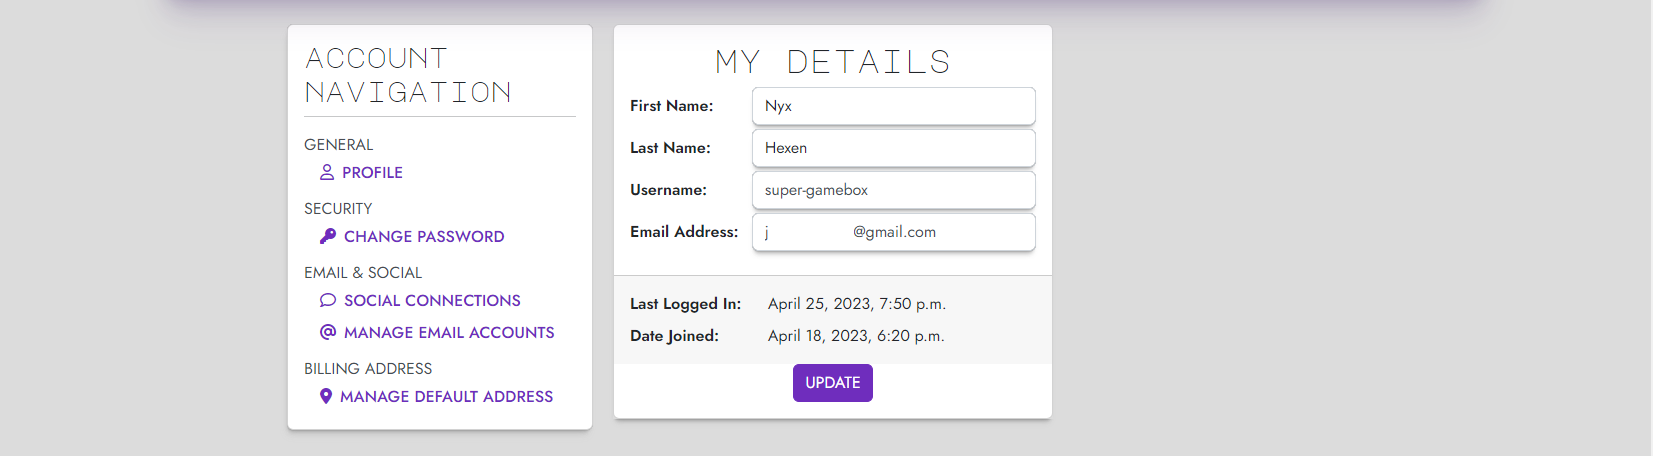 ACCOUNT
NAVIGATION
GENERAL
PROFILE
SECURITY
CHANGE PASSWORD
EMAIL & SOCIAL
SOCIAL CONNECTIONS
MANAGE EMAIL ACCOUNTS
BILLING ADDRESS
MANAGE DEFAULT ADDRESS
MY DETAILS
First Name: Nyx
Last Name: Hexen
Username: super-gamebox
Email Address: j @gmail.com
Last Logged In: April 25, 2023, 7:50 p.m.
Date Joined: April 18, 2023, 6:20 p.m.
UPDATE